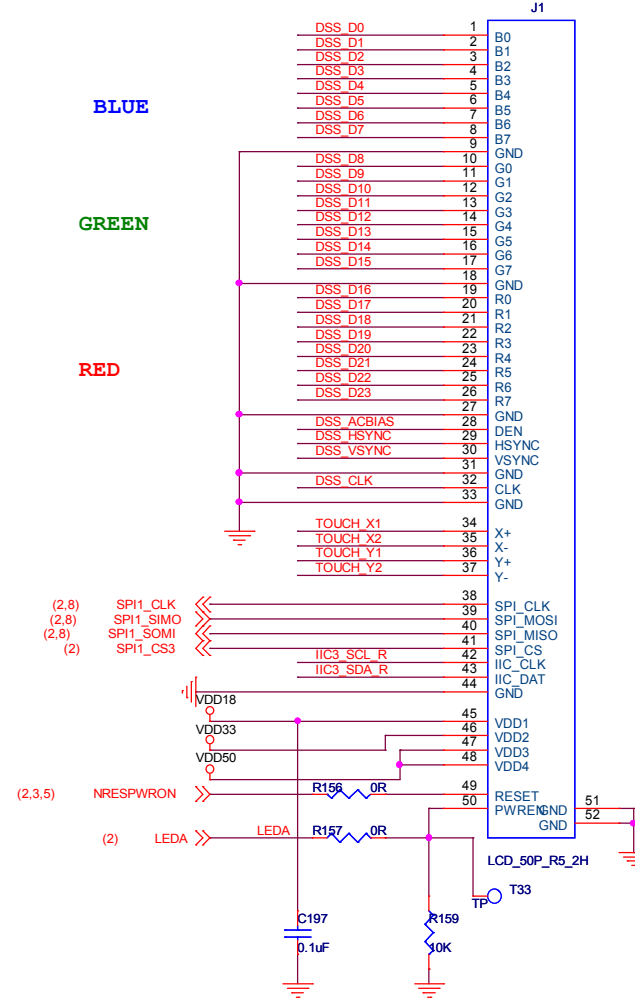 J1
DSS_D0 1 B0
DSS_D1 2 B1
DSS_D2 3 B2
DSS_D3 4 B3
DSS_D4 5 B4
DSS_D5 6 B5
DSS_D6 7 B6
DSS_D7 8 B7
BLUE
9 GND
DSS_D8 10 G0
DSS_D9 11 G1
DSS_D10 12 G2
DSS_D11 13 G3
DSS_D12 14 G4
DSS_D13 15 G5
DSS_D14 16 G6
DSS_D15 17 G7
GREEN
18 GND
DSS_D16 19 R0
DSS_D17 20 R1
DSS_D18 21 R2
DSS_D19 22 R3
DSS_D20 23 R4
DSS_D21 24 R5
DSS_D22 25 R6
DSS_D23 26 R7
RED
27 GND
DSS_ACBIAS 28 DEN
DSS_HSYNC 29 HSYNC
DSS_VSYNC 30 VSYNC
31 GND
DSS_CLK 32 CLK
33 GND
TOUCH_X1 34 X+
TOUCH_X2 35 X-
TOUCH_Y1 36 Y+
TOUCH_Y2 37 Y-
(2,8) SPI1_CLK 38 SPI_CLK
(2,8) SPI1_SIMO 39 SPI_MOSI
(2,8) SPI1_SOMI 40 SPI_MISO
(2) SPI1_CS3 41 SPI_CS
IIC3_SCL_R 42 IIC_CLK
IIC3_SDA_R 43 IIC_DAT
44 GND
VDD18 45 VDD1
VDD33 46 VDD2
47 VDD3
VDD50 48 VDD4
(2,3,5) NRESPWRON R156 0R 49 RESET
50 PWREN GND 51
(2) LEDA LEDA R157 0R GND 52
LCD_50P_R5_2H
TP T33
C197 R159
0.1uF 10K